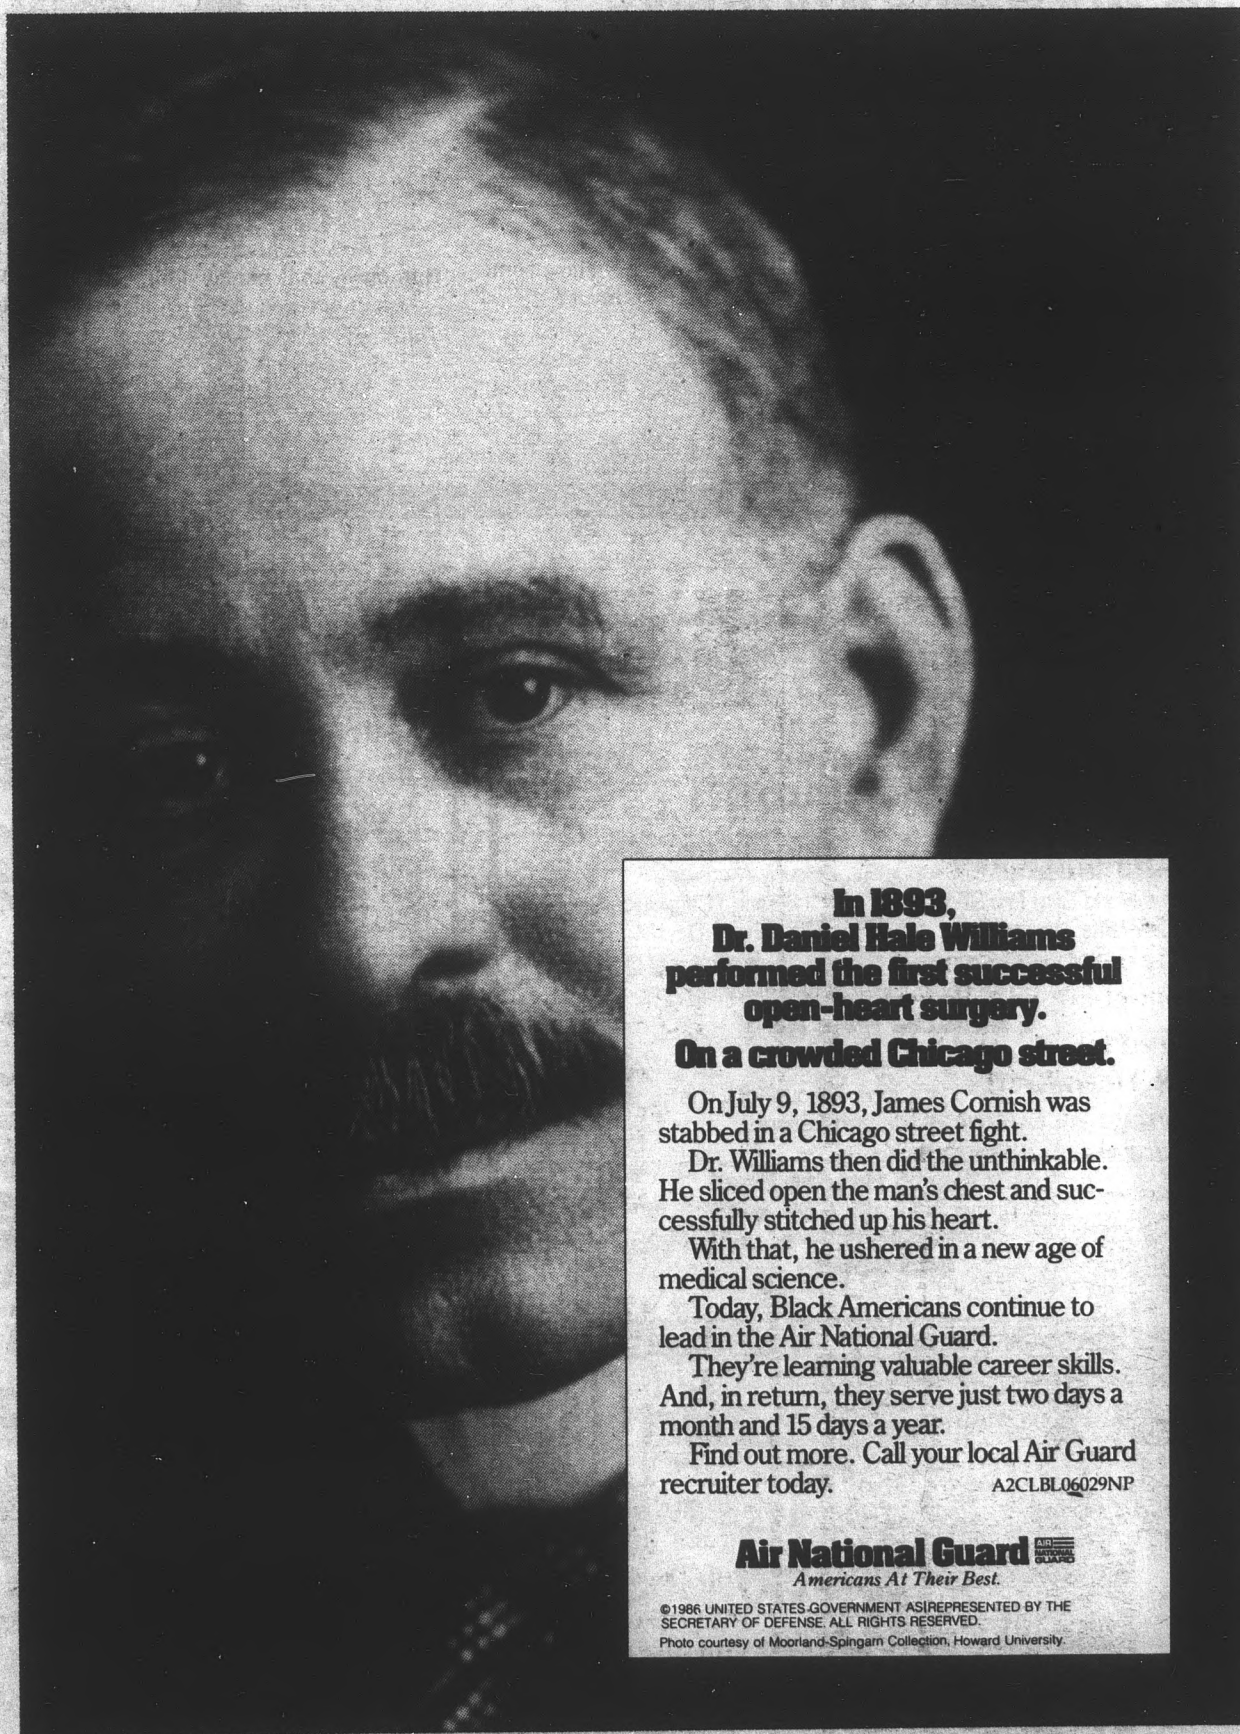 In 1893,
Dr. Daniel Hale Williams
performed the first successful
open-heart surgery.
On a crowded Chicago street.
On July 9, 1893, James Cornish was
stabbed in a Chicago street fight.
Dr. Williams then did the unthinkable.
He sliced open the man's chest and suc-
cessfully stitched up his heart.
With that, he ushered in a new age of
medical science.
Today, Black Americans continue to
lead in the Air National Guard.
They're learning valuable career skills.
And, in return, they serve just two days a
month and 15 days a year.
Find out more. Call your local Air Guard
recruiter today. A2CLBL06029NP
Air National Guard AIR NATIONAL GUARD
Americans At Their Best.
©1986 UNITED STATES GOVERNMENT AS REPRESENTED BY THE
SECRETARY OF DEFENSE. ALL RIGHTS RESERVED.
Photo courtesy of Moorland-Spingarn Collection, Howard University.